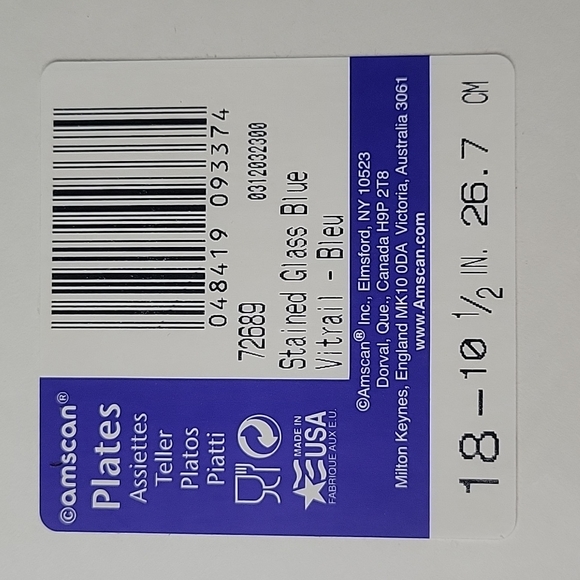 ©amscan®
Plates
Assiettes
Teller
Platos
Piatti
MADE IN
USA
FABRIQUE AUX E.U.
048419 093374
0312032300
72689
Stained Glass Blue
Vitrail - Bleu
©Amscan® Inc., Elmsford, NY 10523
Dorval, Que., Canada H9P 2T8
Milton Keynes, England MK10 0DA Victoria, Australia 3061
www.Amscan.com
18-10 1/2 IN. 26.7 CM